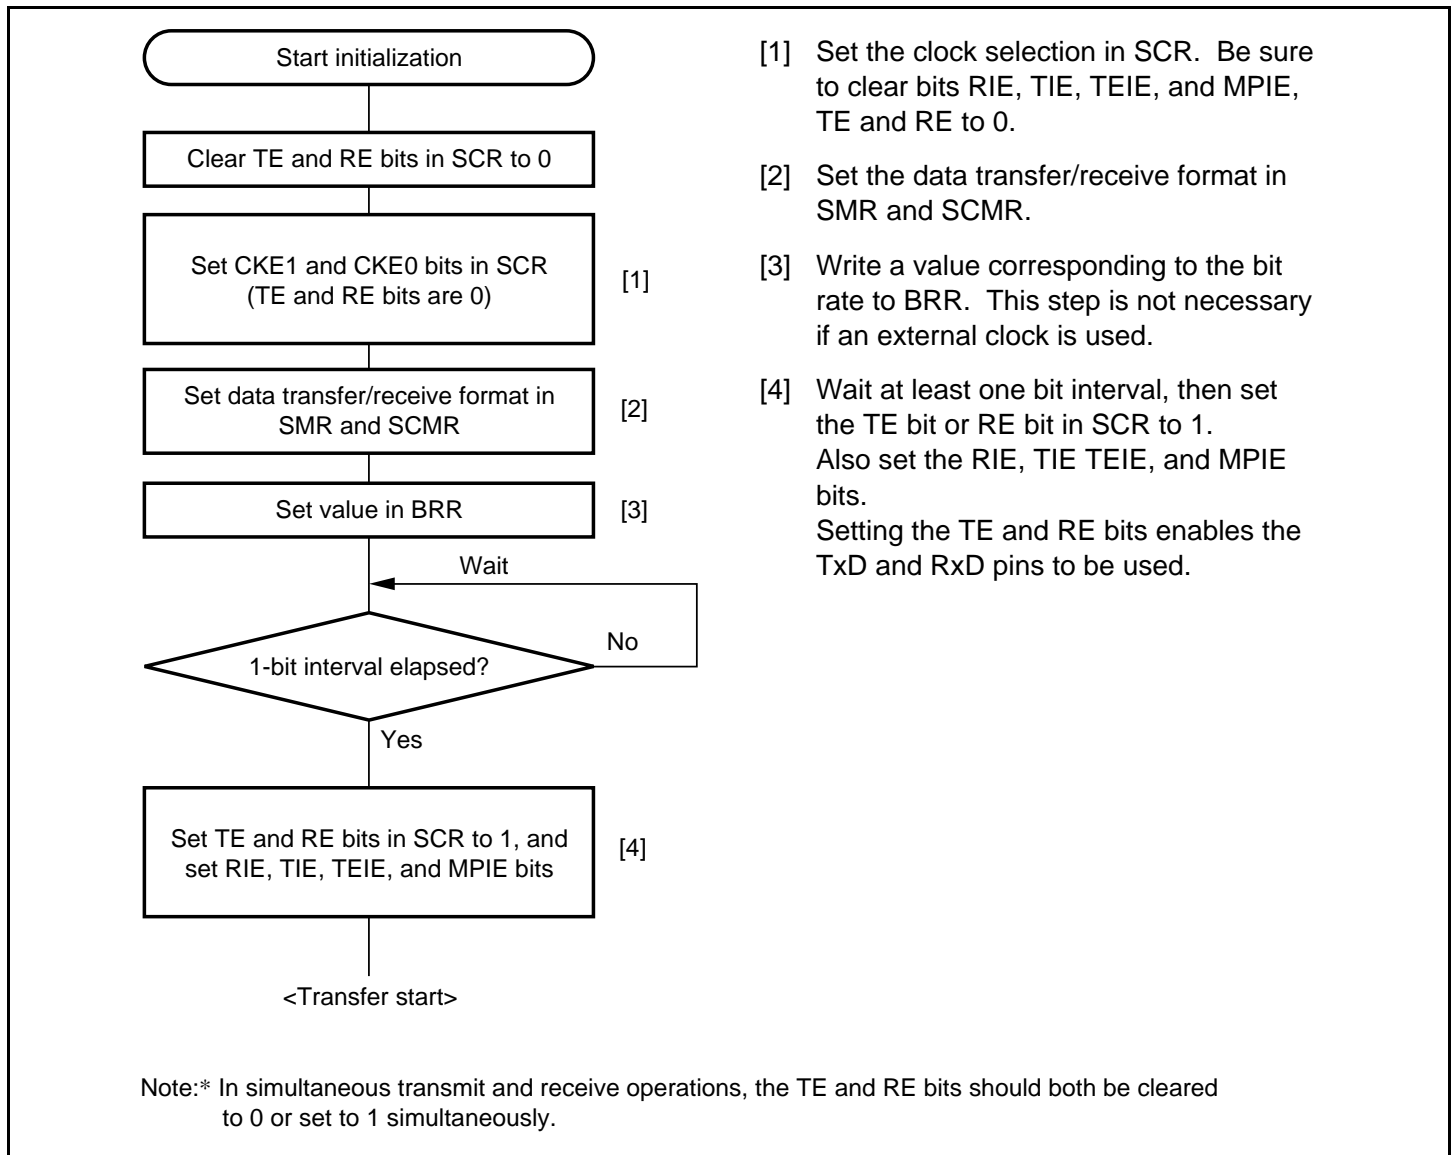 Start initialization
Clear TE and RE bits in SCR to 0
Set CKE1 and CKE0 bits in SCR
(TE and RE bits are 0)
[1]
Set data transfer/receive format in
SMR and SCMR
[2]
Set value in BRR
[3]
Wait
No
1-bit interval elapsed?
Yes
Set TE and RE bits in SCR to 1, and
set RIE, TIE, TEIE, and MPIE bits
[4]
<Transfer start>
[1] Set the clock selection in SCR. Be sure
to clear bits RIE, TIE, TEIE, and MPIE,
TE and RE to 0.
[2] Set the data transfer/receive format in
SMR and SCMR.
[3] Write a value corresponding to the bit
rate to BRR. This step is not necessary
if an external clock is used.
[4] Wait at least one bit interval, then set
the TE bit or RE bit in SCR to 1.
Also set the RIE, TIE TEIE, and MPIE
bits.
Setting the TE and RE bits enables the
TxD and RxD pins to be used.
Note:* In simultaneous transmit and receive operations, the TE and RE bits should both be cleared
to 0 or set to 1 simultaneously.